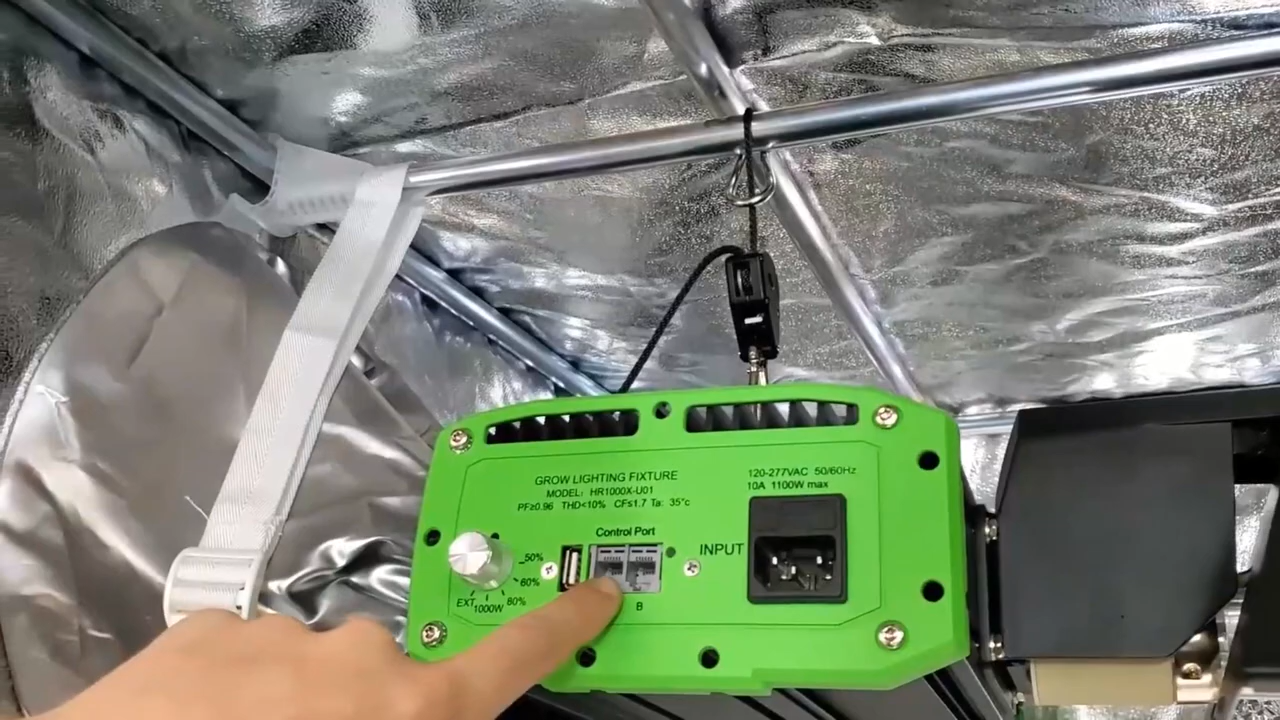 GROW LIGHTING FIXTURE
MODEL: HR1000X-U01
PF≥0.96 THD<10% CF≤1.7 Ta: 35°c
120-277VAC 50/60Hz
10A 1100W max
Control Port
INPUT
50%
60%
80%
1000W
EXT
B